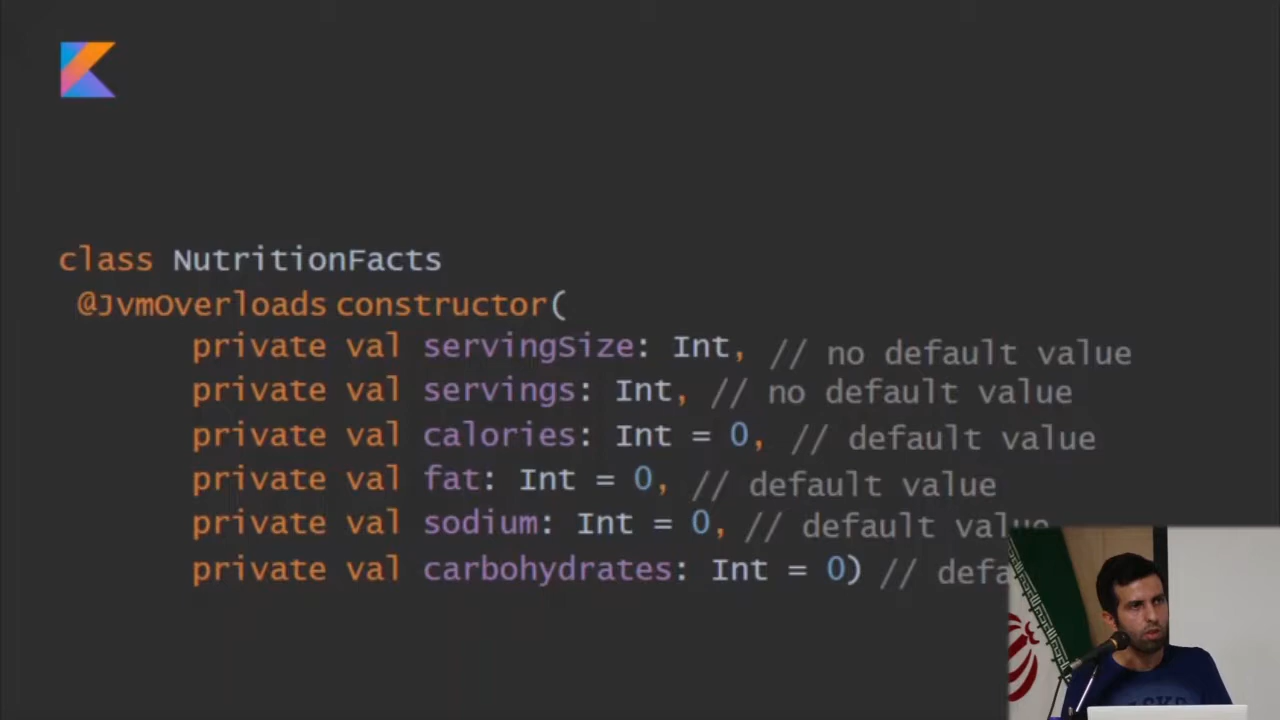 class NutritionFacts
@JvmOverloads constructor(
private val servingSize: Int, // no default value
private val servings: Int, // no default value
private val calories: Int = 0, // default value
private val fat: Int = 0, // default value
private val sodium: Int = 0, // default value
private val carbohydrates: Int = 0) //